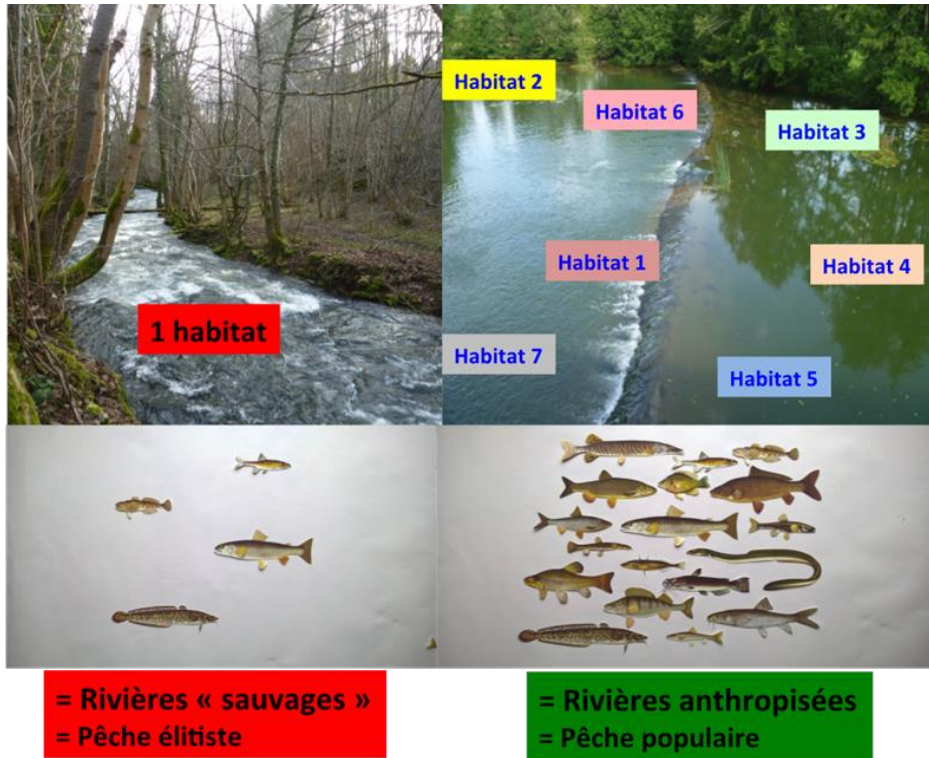 1 habitat
Habitat 2
Habitat 6
Habitat 3
Habitat 1
Habitat 4
Habitat 7
Habitat 5
= Rivières « sauvages »
= Pêche élitiste
= Rivières anthropisées
= Pêche populaire